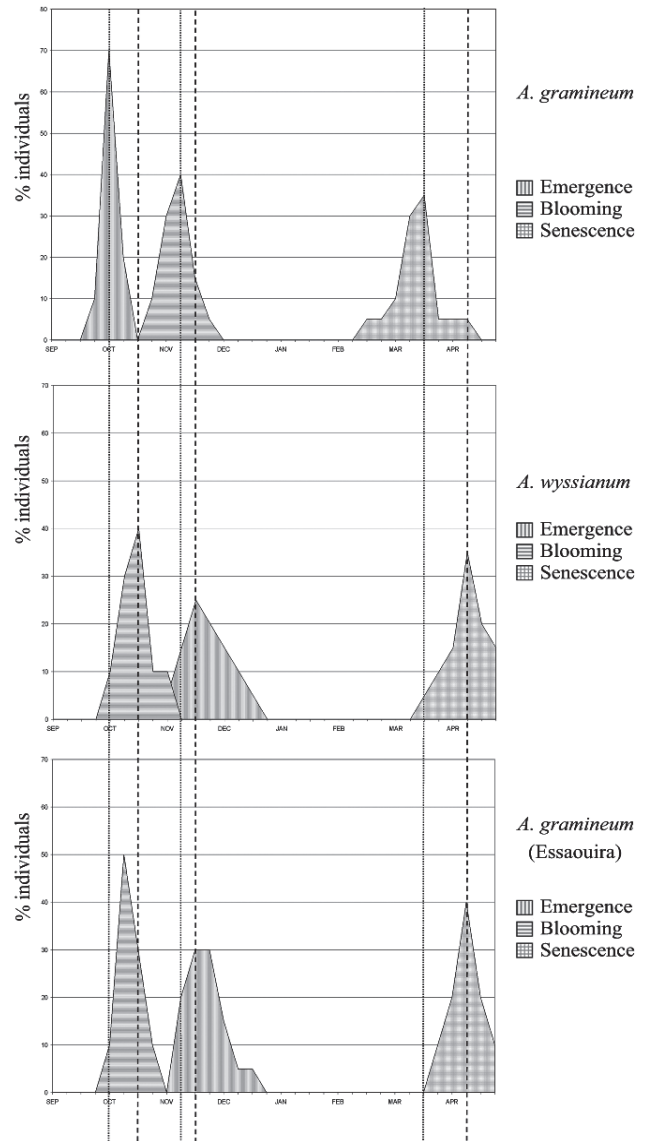 80
70
60
50
40
30
20
10
0
% individuals
SEP OCT NOV DEC JAN FEB MAR APR
A. gramineum
Emergence
Blooming
Senescence
70
60
50
40
30
20
10
0
% individuals
SEP OCT NOV DEC JAN FEB MAR APR
A. wyssianum
Emergence
Blooming
Senescence
70
60
50
40
30
20
10
0
% individuals
SEP OCT NOV DEC JAN FEB MAR APR
A. gramineum
(Essaouira)
Emergence
Blooming
Senescence